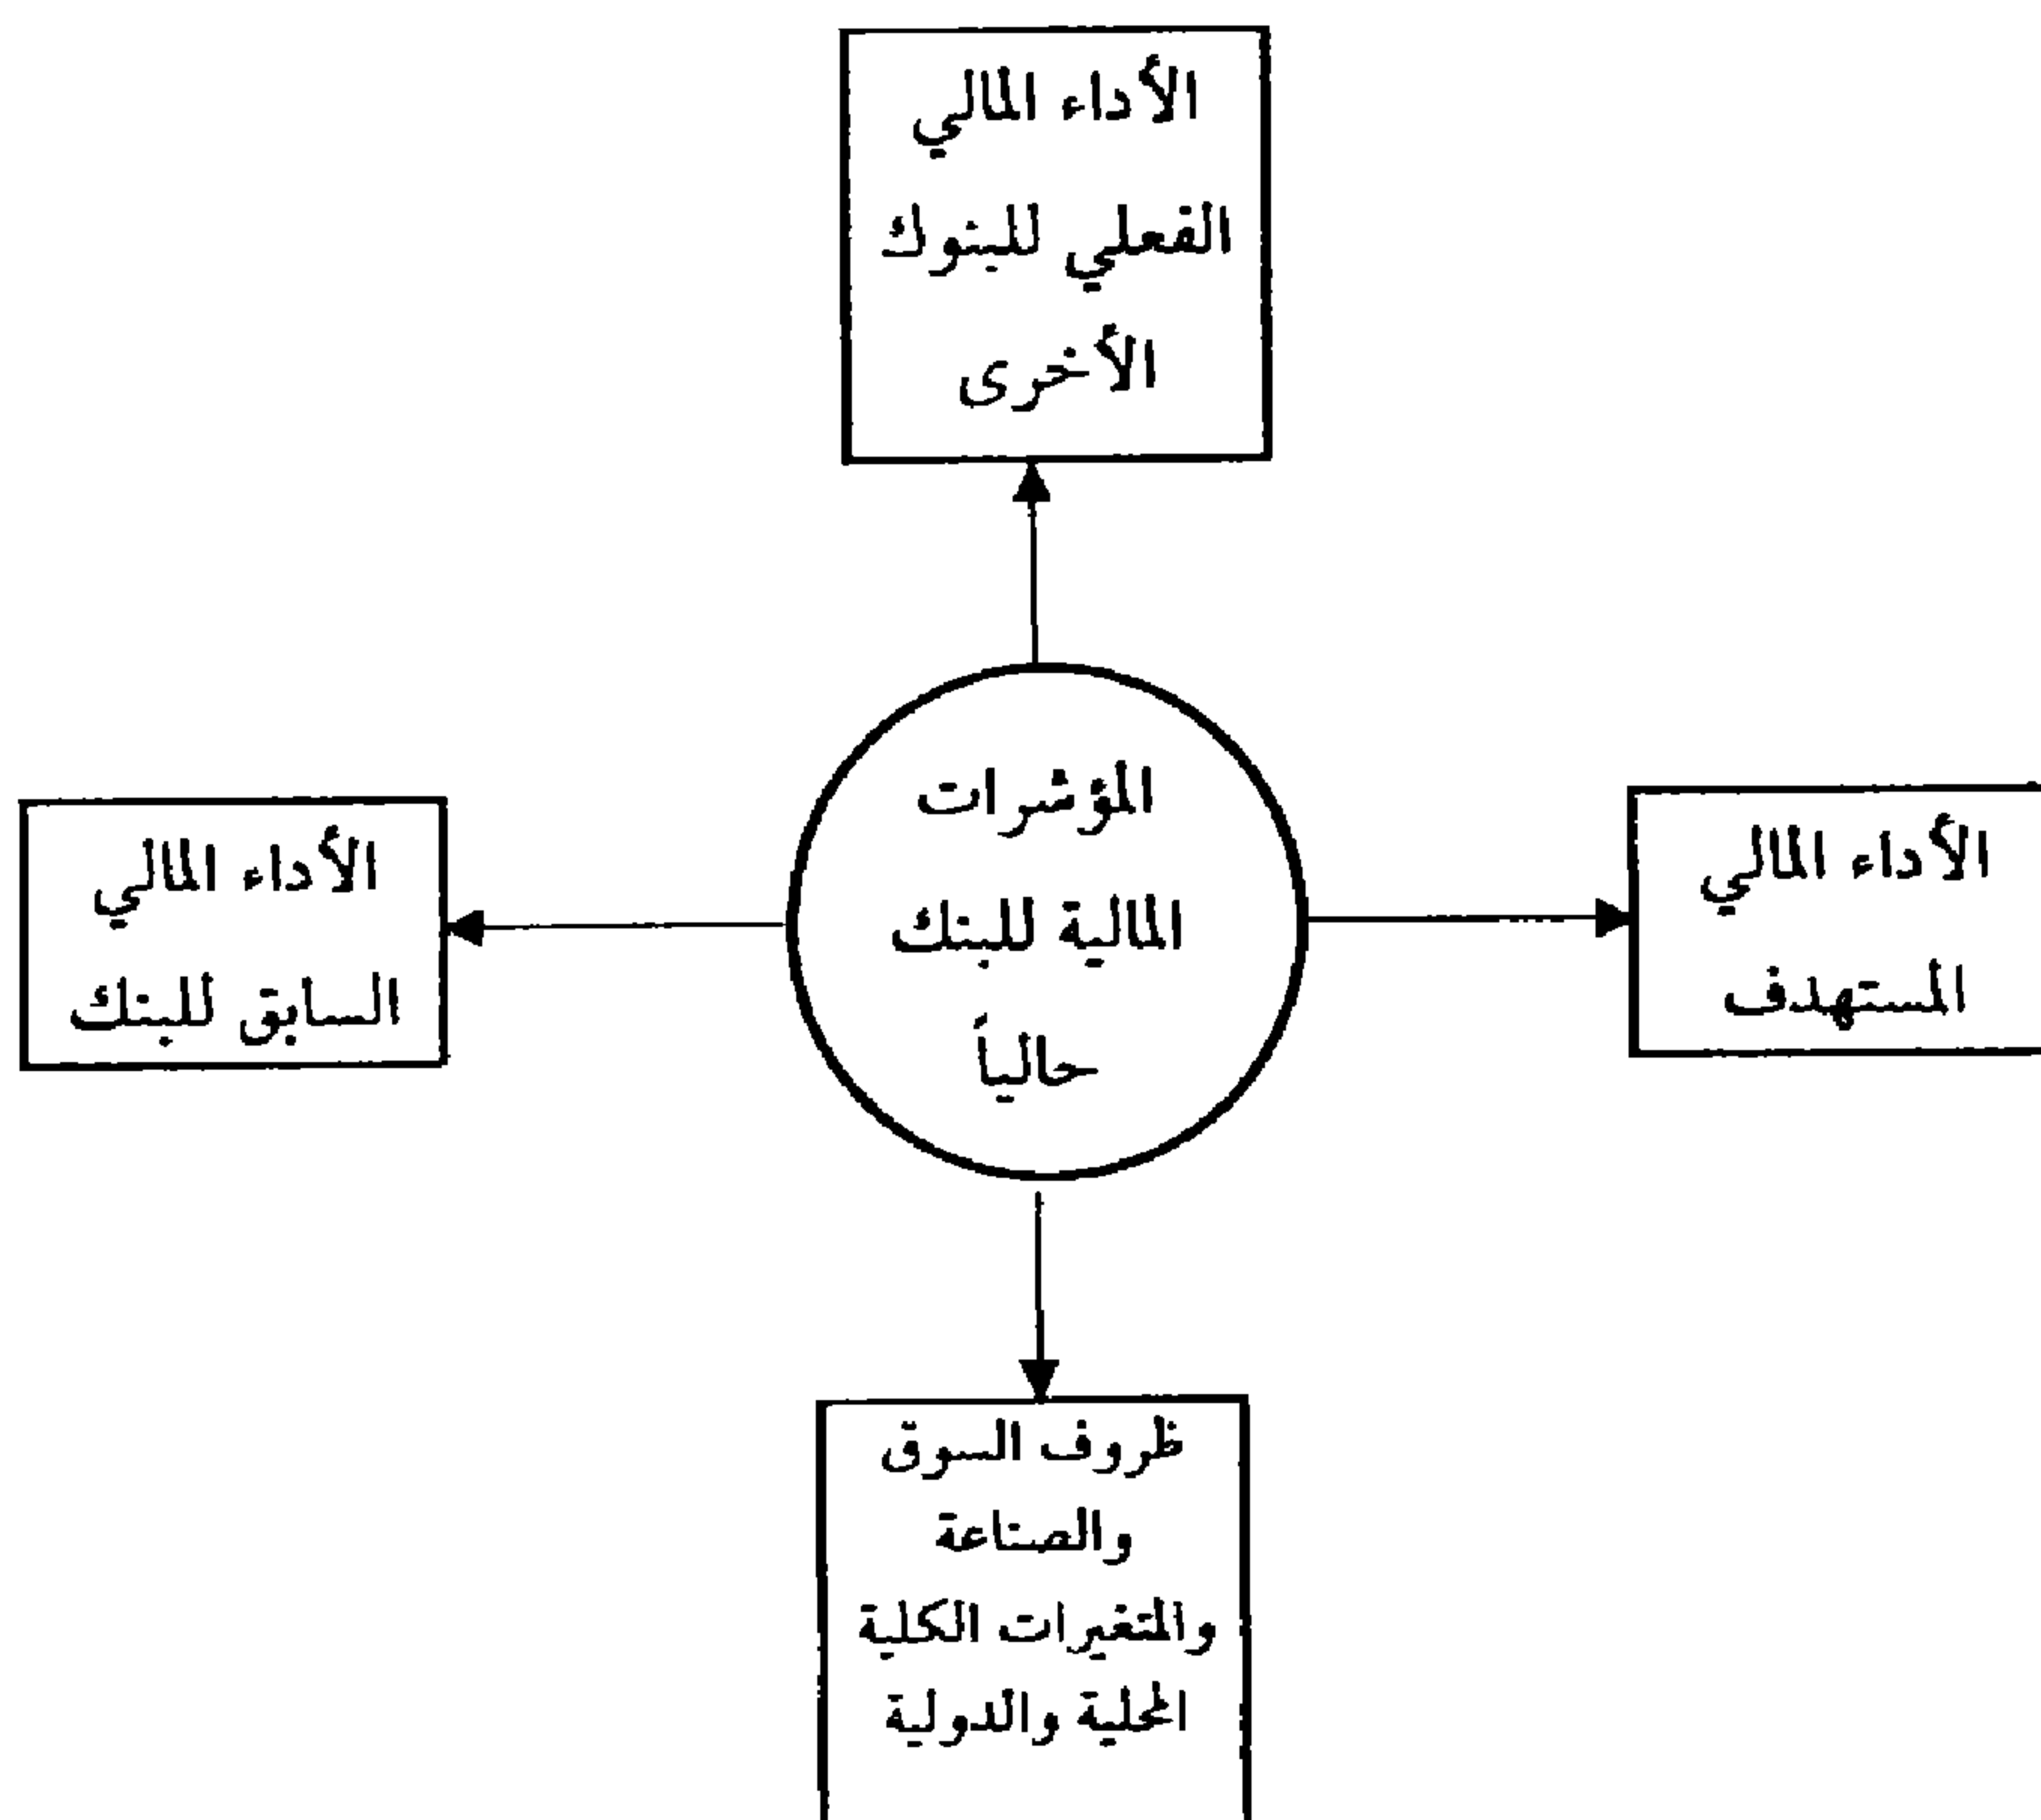 الأداء المالي
الفعلي للبنوك
الأخرى
المؤشرات
المالية للبنك
حالياً
الأداء المالي
المستهدف
الأداء المالي
السابق للبنك
ظروف السوق
والصناعة
والمتغيرات الكلية
المحلية والدولية